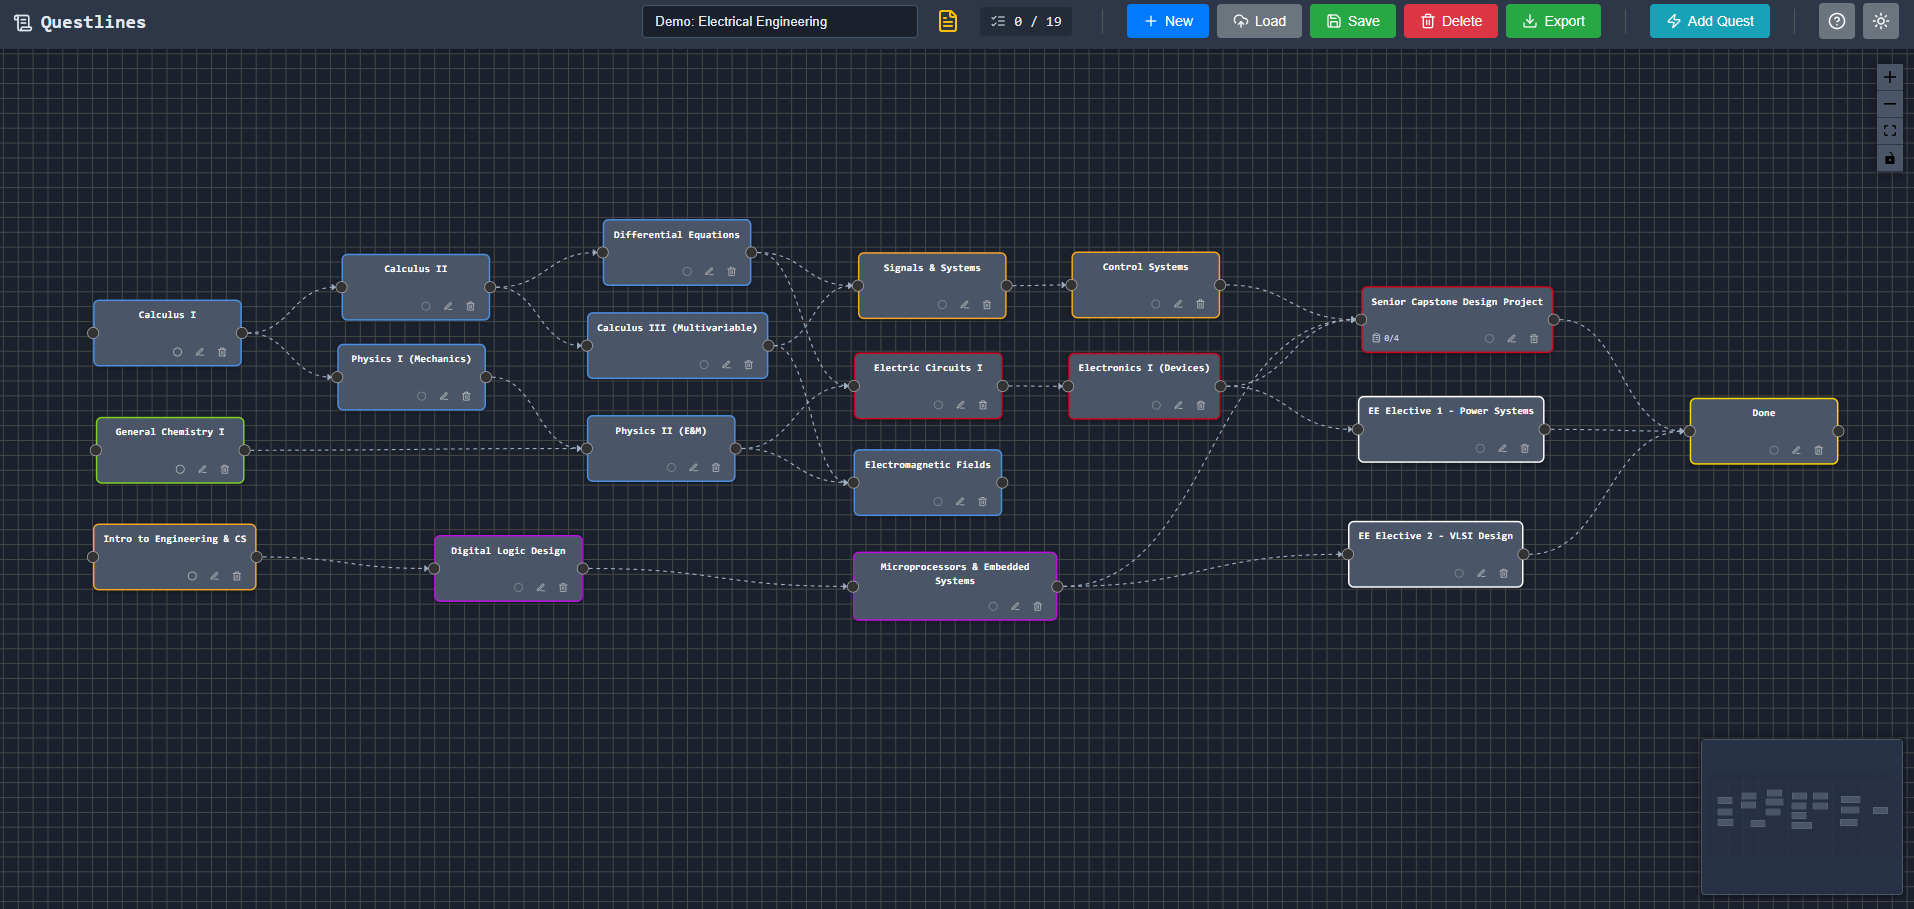 Questlines
Demo: Electrical Engineering
0 / 19
New
Load
Save
Delete
Export
Add Quest
Differential Equations
Calculus II
Signals & Systems
Control Systems
Senior Capstone Design Project
0/4
Calculus I
Calculus III (Multivariable)
Physics I (Mechanics)
Electric Circuits I
Electronics I (Devices)
EE Elective 1 - Power Systems
Done
General Chemistry I
Physics II (E&M)
Electromagnetic Fields
Intro to Engineering & CS
Digital Logic Design
EE Elective 2 - VLSI Design
Microprocessors & Embedded
Systems